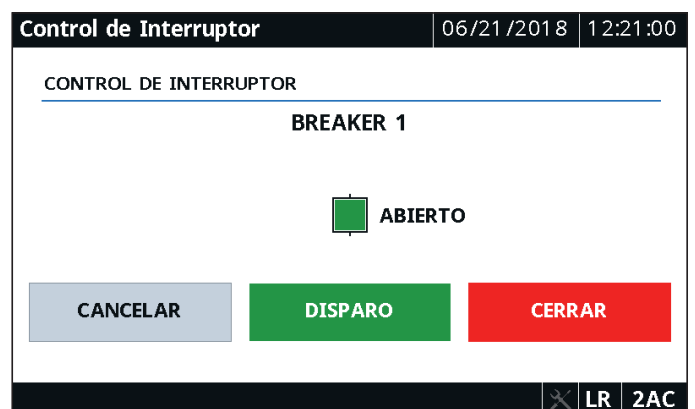 Control de Interruptor 06/21/2018 12:21:00
CONTROL DE INTERRUPTOR
BREAKER 1
ABIERTO
CANCELAR DISPARO CERRAR
LR 2AC